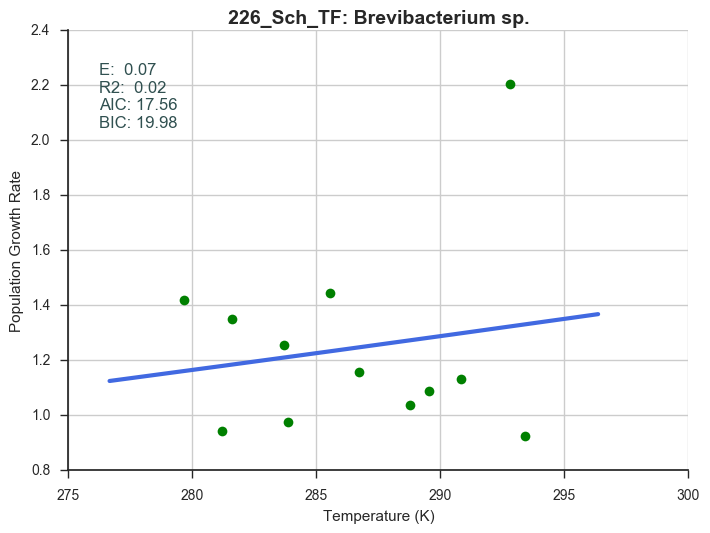 226_Sch_TF: Brevibacterium sp.
E:  0.07
R2:  0.02
AIC: 17.56
BIC: 19.98
Population Growth Rate
2.4
2.2
2.0
1.8
1.6
1.4
1.2
1.0
0.8
275 280 285 290 295 300
Temperature (K)